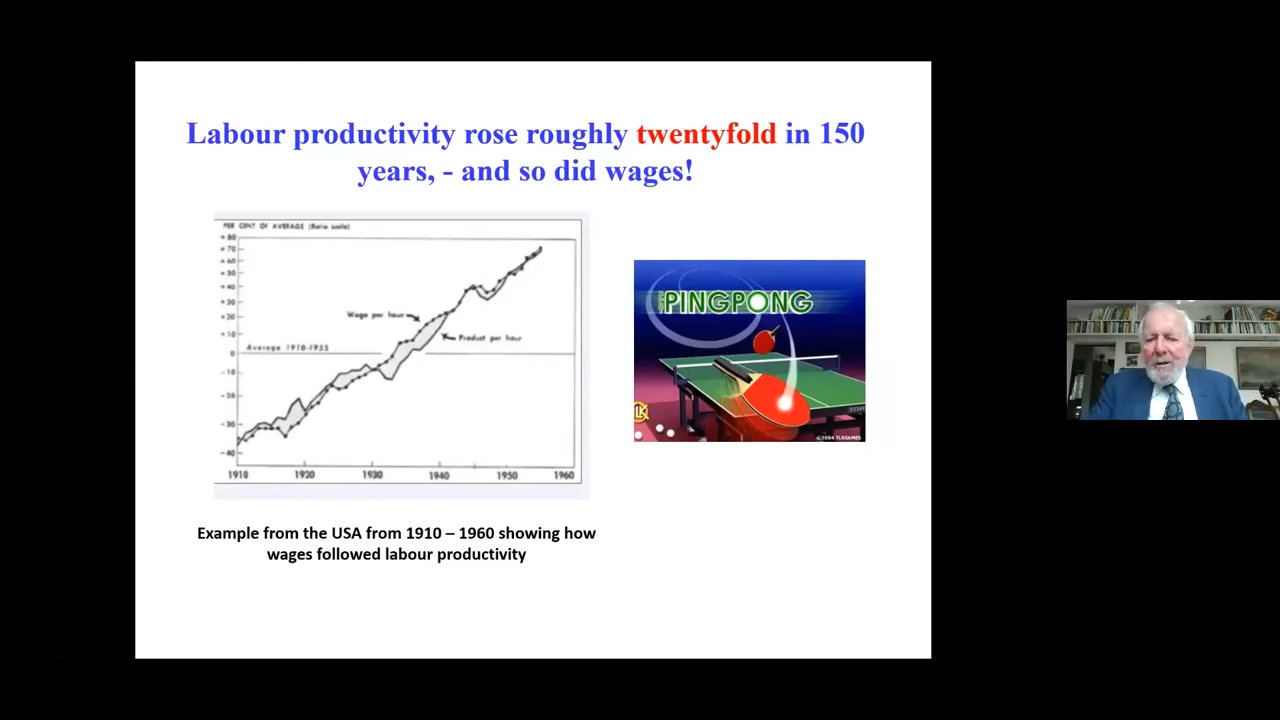 Labour productivity rose roughly twentyfold in 150
years, - and so did wages!
PER CENT OF AVERAGE (Ratio scale)
+ 80
+ 70
+ 60
+ 50
+ 40
+ 30
+ 20
+ 10
0
- 10
- 20
- 30
- 40
Wage per hour
Product per hour
Average 1910-1955
1910 1920 1930 1940 1950 1960
PINGPONG
©2004 TLKGAMES
Example from the USA from 1910 – 1960 showing how
wages followed labour productivity